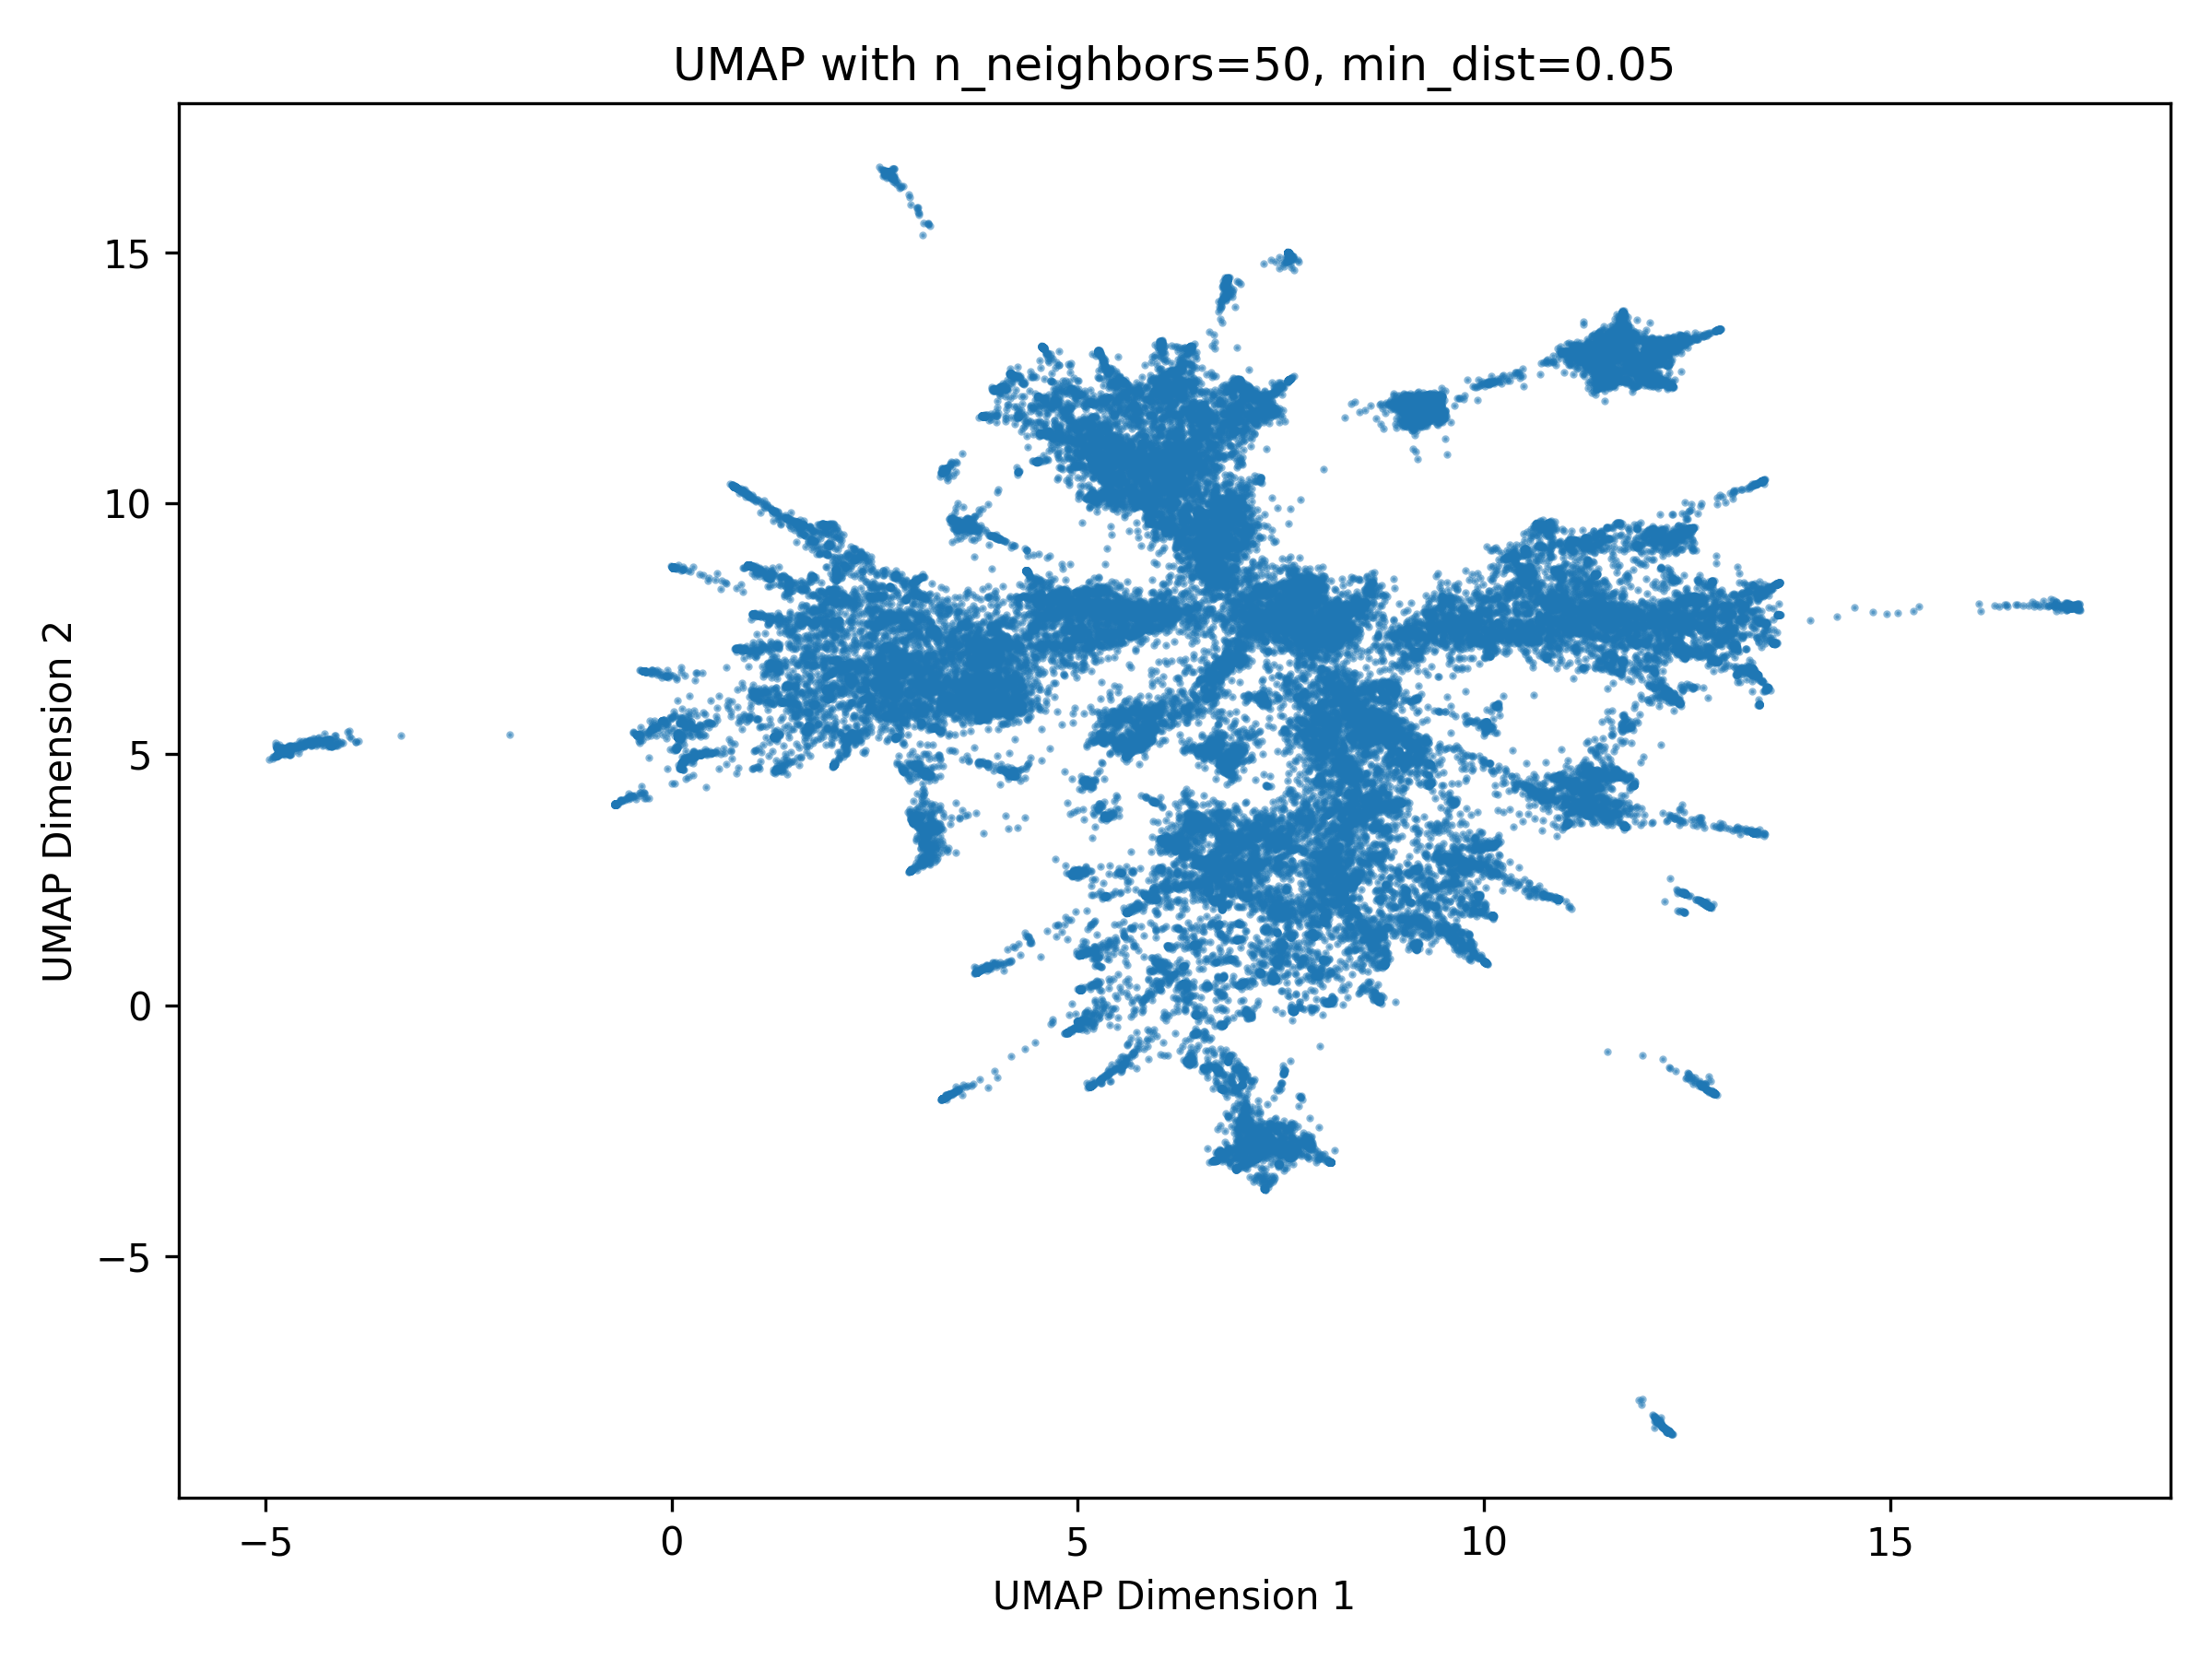 UMAP with n_neighbors=50, min_dist=0.05
UMAP Dimension 2
15
10
5
0
−5
−5 0 5 10 15
UMAP Dimension 1